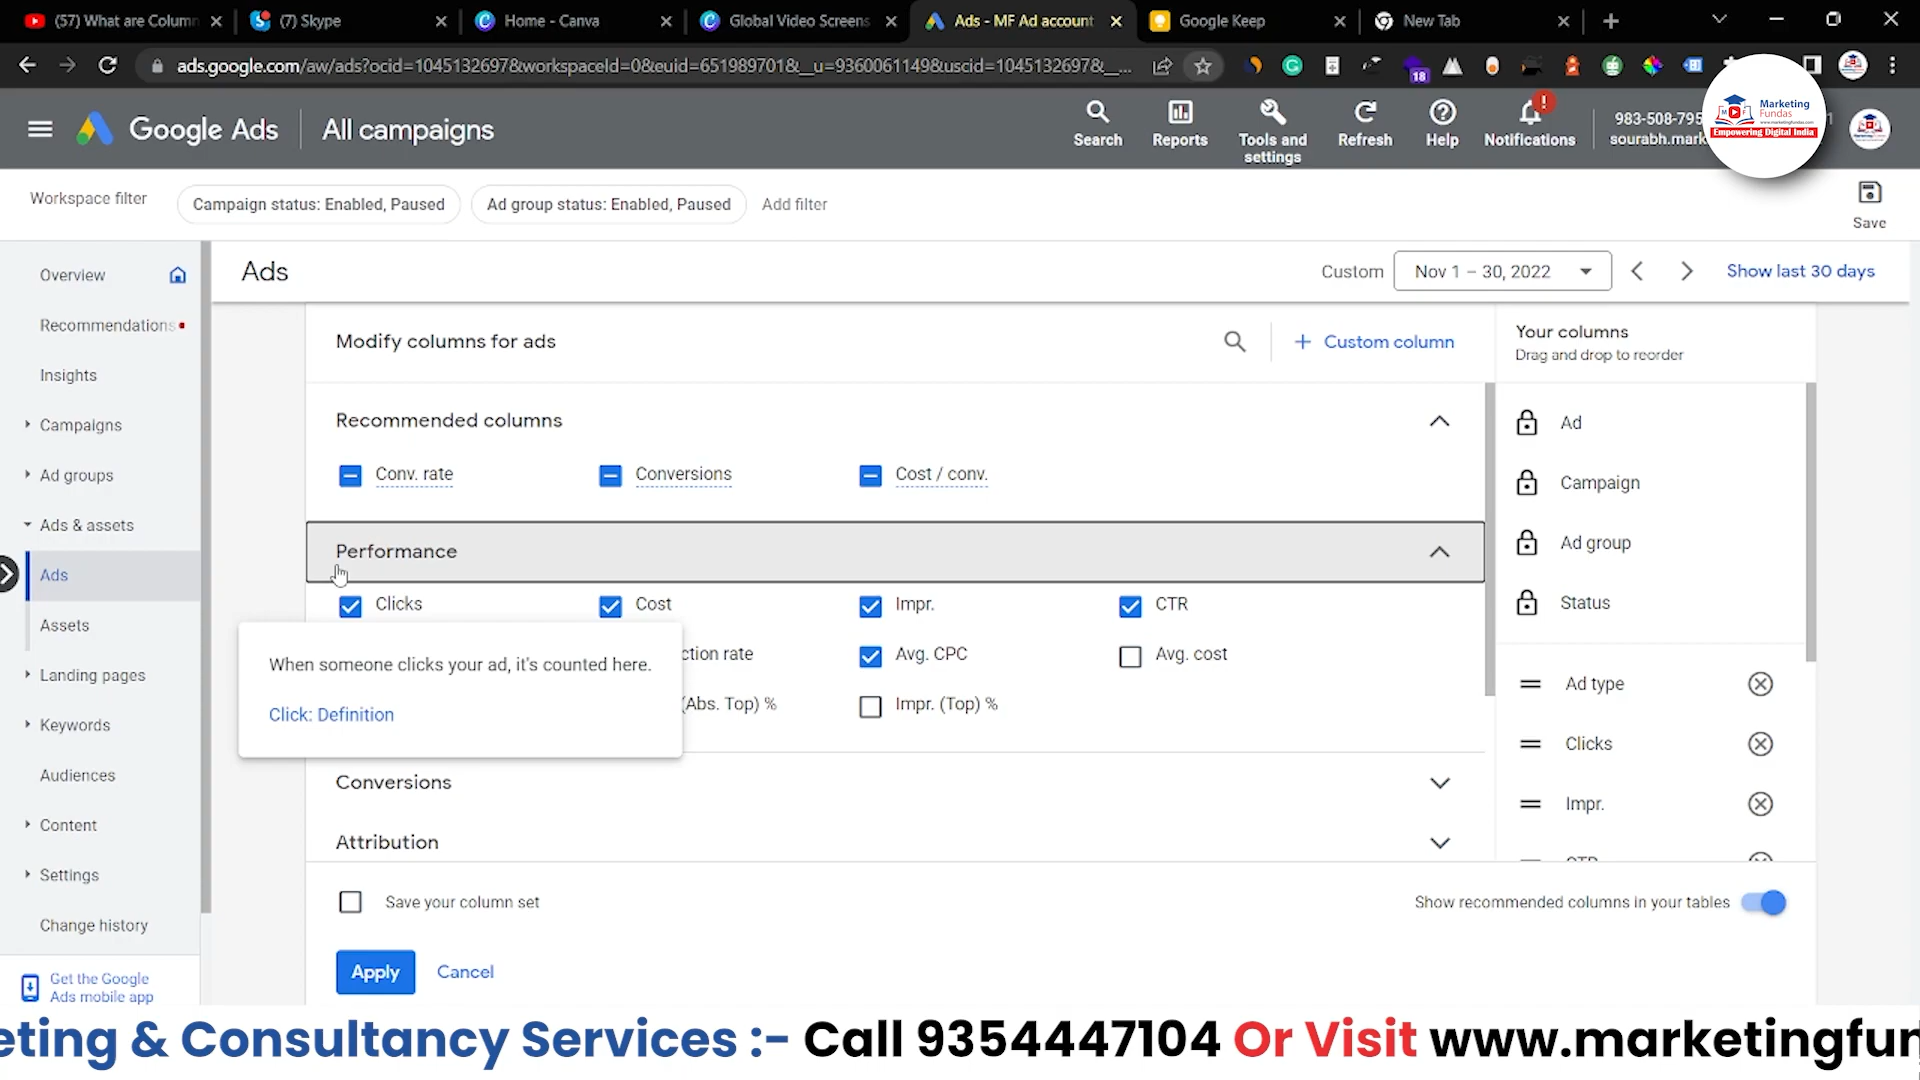 (57) What are Column
(7) Skype
Home - Canva
Global Video Screens
Ads - MF Ad account
Google Keep
New Tab
ads.google.com/aw/ads?ocid=1045132697&workspaceId=0&euid=651989701&__u=9360061149&uscid=1045132697&__...
18
Google Ads
All campaigns
Search
Reports
Tools and settings
Refresh
Help
Notifications
983-508-795
sourabh.mark
Marketing
Fundas
www.marketingfundas.com
Empowering Digital India
Workspace filter
Campaign status: Enabled, Paused
Ad group status: Enabled, Paused
Add filter
Save
Overview
Recommendations
Insights
Campaigns
Ad groups
Ads & assets
Ads
Assets
Landing pages
Keywords
Audiences
Content
Settings
Change history
Get the Google
Ads mobile app
Ads
Custom
Nov 1 – 30, 2022
Show last 30 days
Modify columns for ads
Custom column
Recommended columns
Conv. rate
Conversions
Cost / conv.
Performance
Clicks
Cost
Impr.
CTR
ction rate
Avg. CPC
Avg. cost
(Abs. Top) %
Impr. (Top) %
When someone clicks your ad, it's counted here.
Click: Definition
Conversions
Attribution
Save your column set
Show recommended columns in your tables
Apply
Cancel
Your columns
Drag and drop to reorder
Ad
Campaign
Ad group
Status
Ad type
Clicks
Impr.
CTR
eting & Consultancy Services :- Call 9354447104 Or Visit www.marketingfun